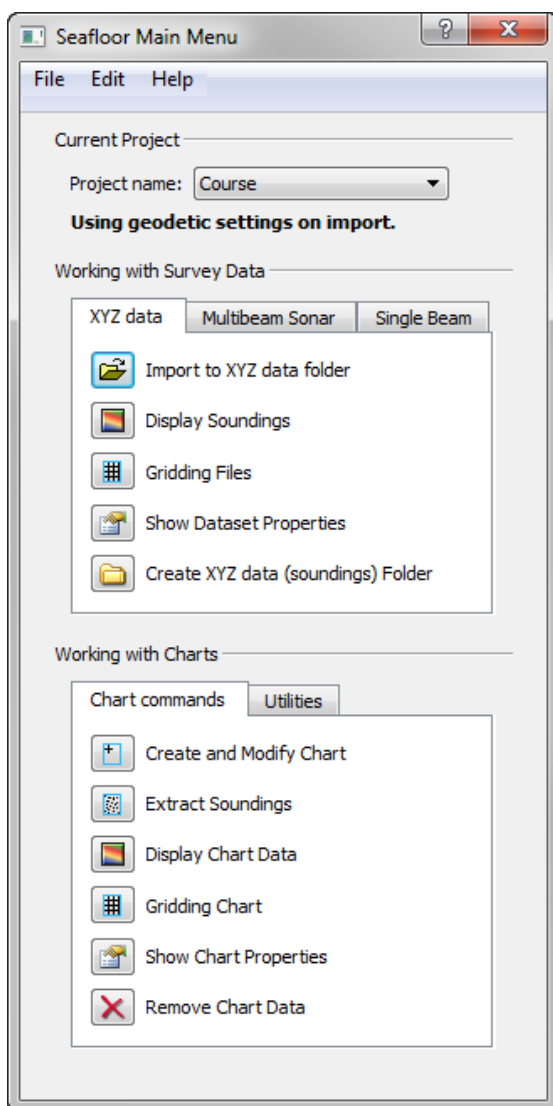 Seafloor Main Menu
File Edit Help
Current Project
Project name: Course
Using geodetic settings on import.
Working with Survey Data
XYZ data Multibeam Sonar Single Beam
Import to XYZ data folder
Display Soundings
Gridding Files
Show Dataset Properties
Create XYZ data (soundings) Folder
Working with Charts
Chart commands Utilities
Create and Modify Chart
Extract Soundings
Display Chart Data
Gridding Chart
Show Chart Properties
Remove Chart Data